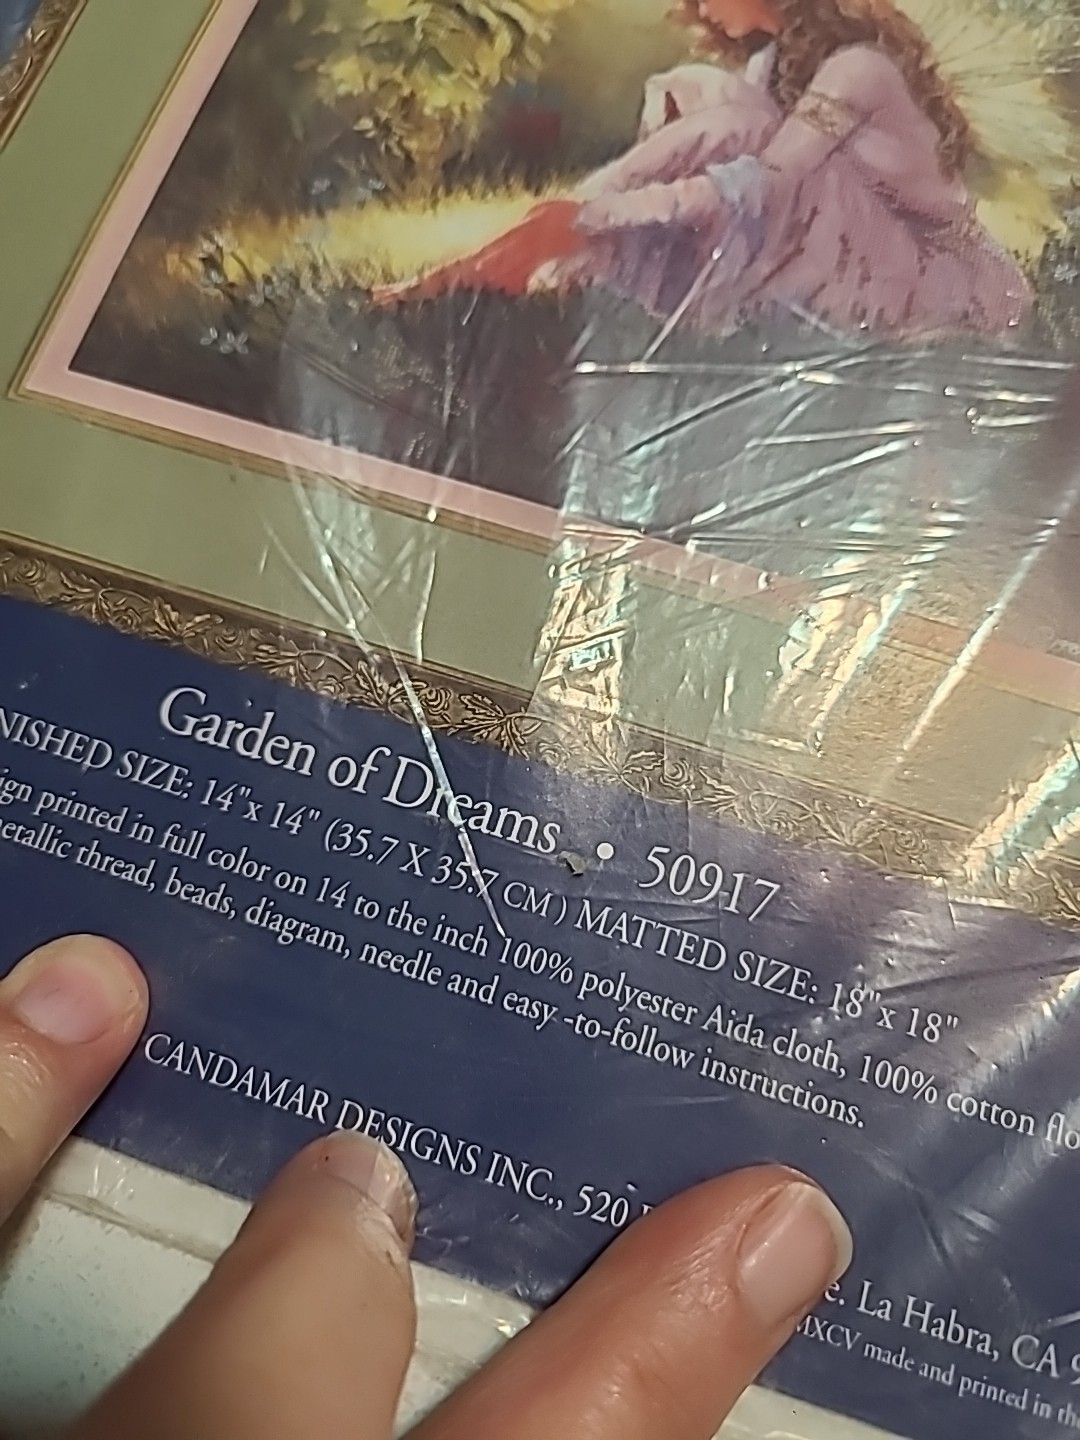 Garden of Dreams • 50917
NISHED SIZE: 14"x 14" (35.7 X 35.7 CM) MATTED SIZE: 18"x 18"
ign printed in full color on 14 to the inch 100% polyester Aida cloth, 100% cotton flo
etallic thread, beads, diagram, needle and easy -to-follow instructions.
CANDAMAR DESIGNS INC., 520 e. La Habra, CA 9
MXCV made and printed in the